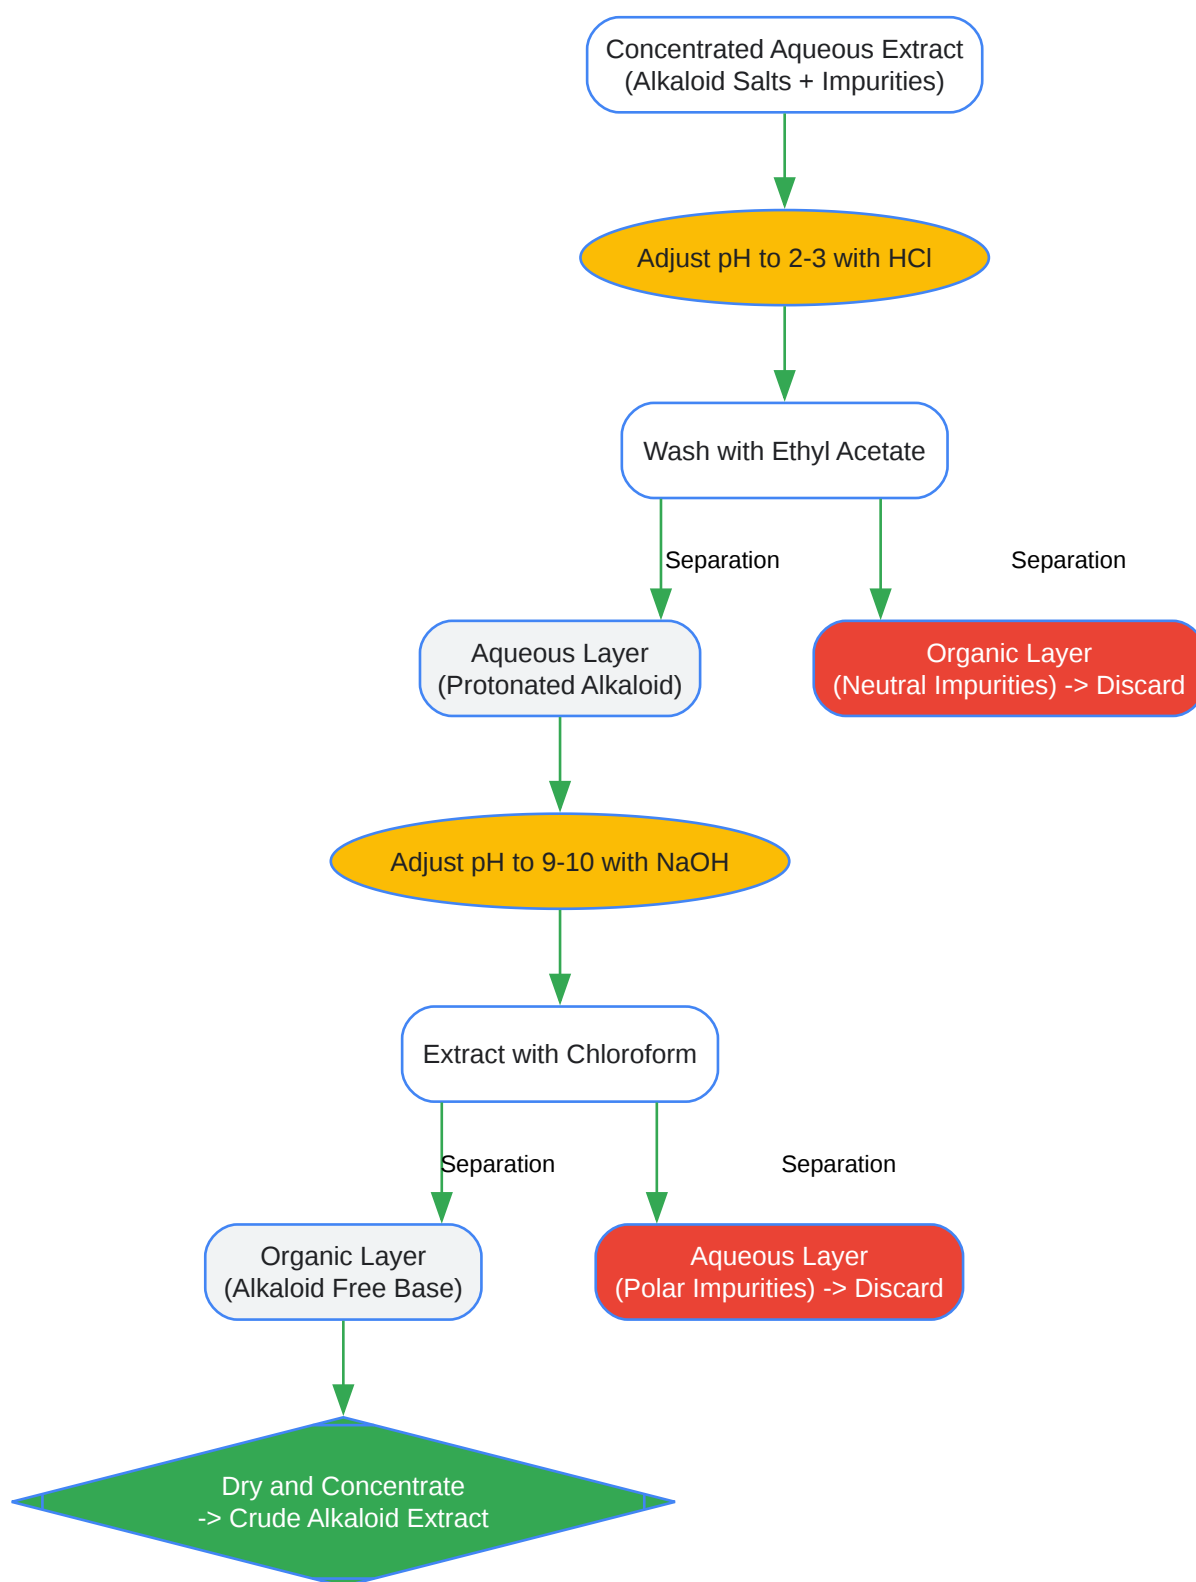 Concentrated Aqueous Extract
(Alkaloid Salts + Impurities)
Adjust pH to 2-3 with HCl
Wash with Ethyl Acetate
Separation
Separation
Aqueous Layer
(Protonated Alkaloid)
Organic Layer
(Neutral Impurities) -> Discard
Adjust pH to 9-10 with NaOH
Extract with Chloroform
Separation
Separation
Organic Layer
(Alkaloid Free Base)
Aqueous Layer
(Polar Impurities) -> Discard
Dry and Concentrate
-> Crude Alkaloid Extract